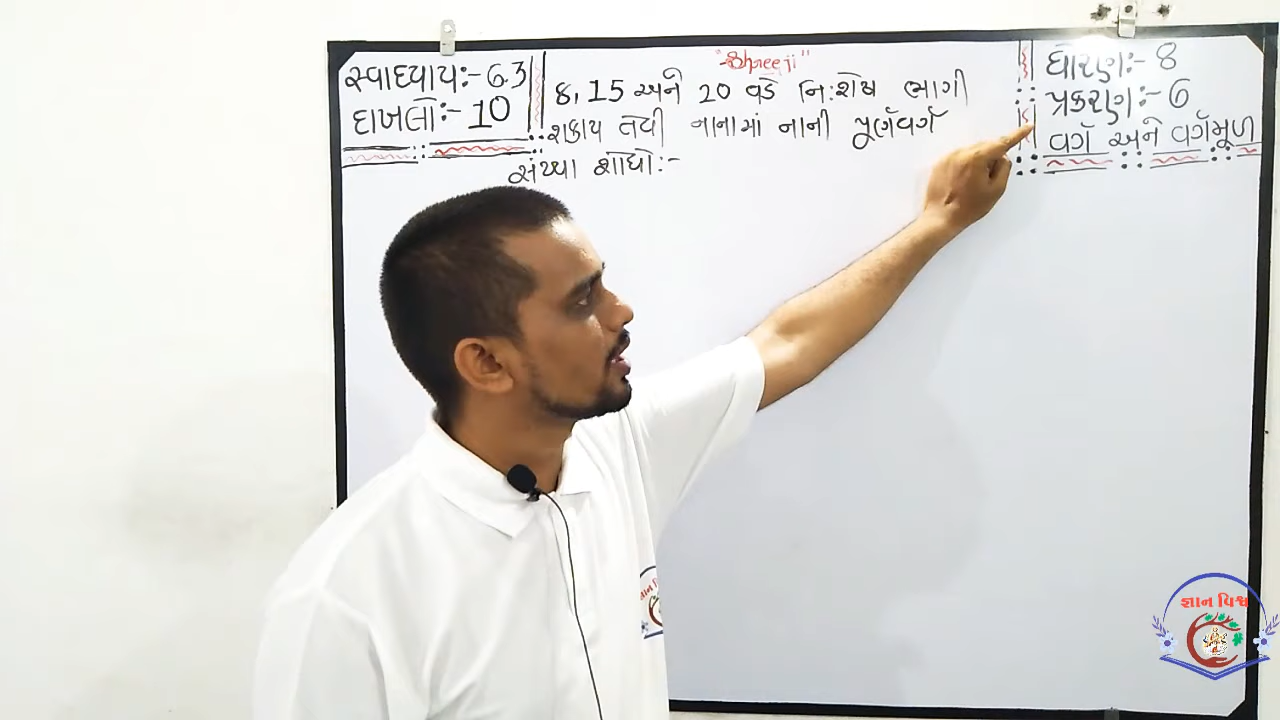 "Shreeji"
સ્વાધ્યાય:- 6.3
દાખલો:- 10
8, 15 અને 20 વડે નિ:શેષ ભાગી
શકાય તેવી નાનામાં નાની પૂર્ણવર્ગ
સંખ્યા શોધો:-
ધોરણ:- 8
પ્રકરણ:- 6
વર્ગ અને વર્ગમૂળ
જ્ઞાન વિશ્વ